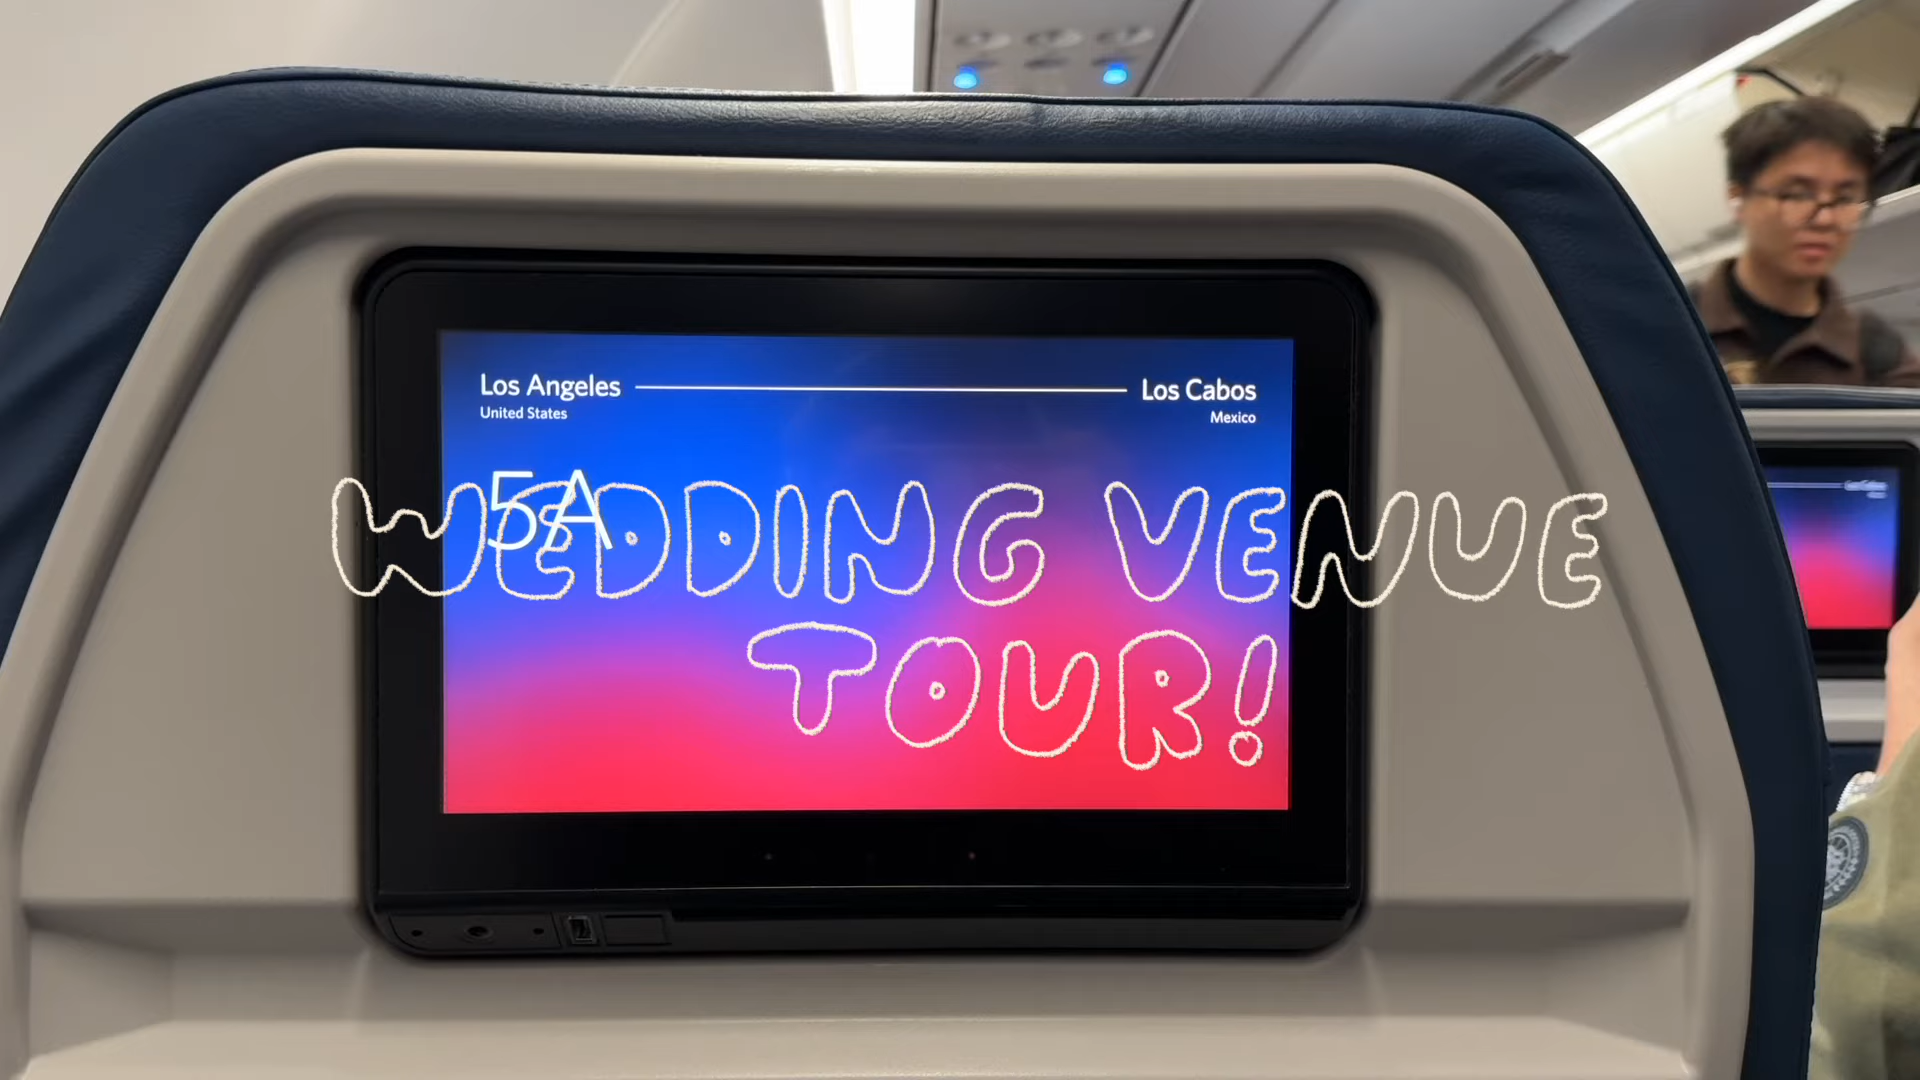 Los Angeles
United States
Los Cabos
Mexico
5A
WEDDING VENUE
TOUR!